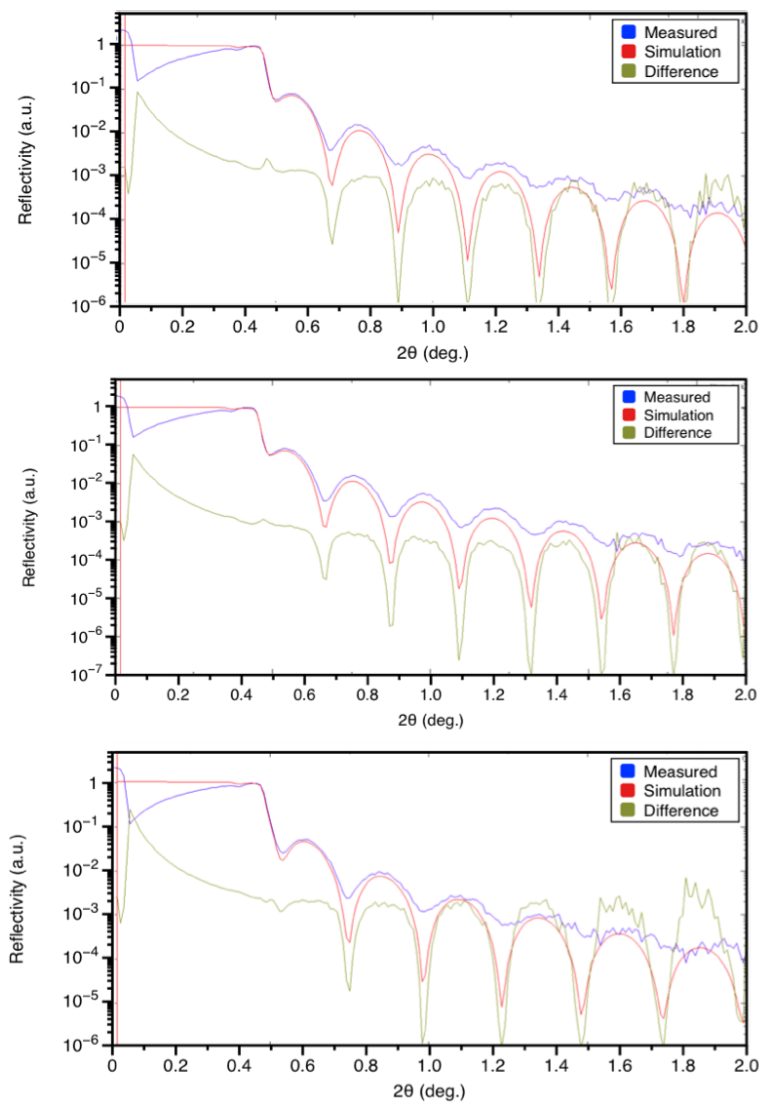 Measured
Simulation
Difference
Reflectivity (a.u.)
1
10⁻¹
10⁻²
10⁻³
10⁻⁴
10⁻⁵
10⁻⁶
0 0.2 0.4 0.6 0.8 1.0 1.2 1.4 1.6 1.8 2.0
2θ (deg.)
Measured
Simulation
Difference
Reflectivity (a.u.)
1
10⁻¹
10⁻²
10⁻³
10⁻⁴
10⁻⁵
10⁻⁶
10⁻⁷
0 0.2 0.4 0.6 0.8 1.0 1.2 1.4 1.6 1.8 2.0
2θ (deg.)
Measured
Simulation
Difference
Reflectivity (a.u.)
1
10⁻¹
10⁻²
10⁻³
10⁻⁴
10⁻⁵
10⁻⁶
0 0.2 0.4 0.6 0.8 1.0 1.2 1.4 1.6 1.8 2.0
2θ (deg.)